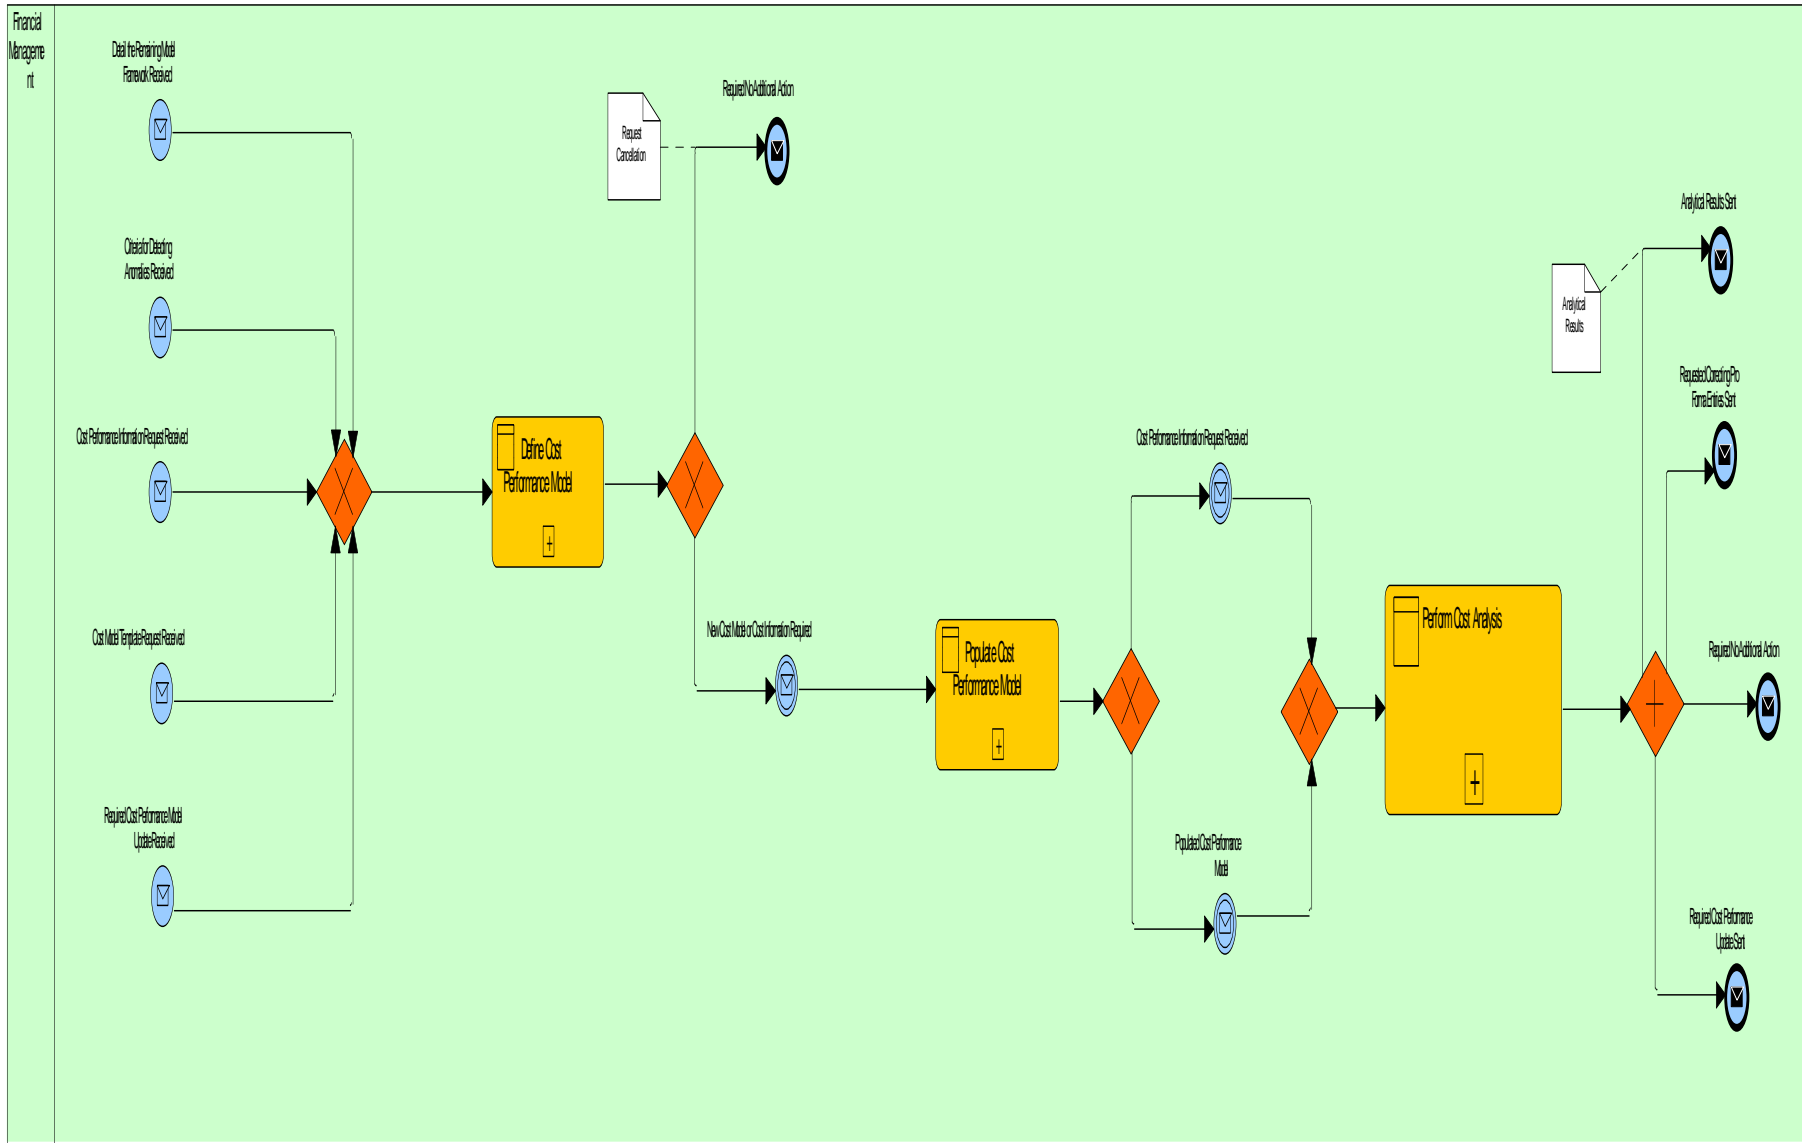 Financial
Manageme
nt
Detail the Remaining Model
Framework Received
Criteria for Detecting
Anomalies Received
Cost Performance Information Request Received
Cost Model Template Request Received
Required Cost Performance Model
Update Received
Define Cost
Performance Model
Request
Cancellation
Required No Additional Action
New Cost Model or Cost Information Required
Populate Cost
Performance Model
Cost Performance Information Request Received
Populated Cost Performance
Model
Perform Cost Analysis
Analytical
Results
Analytical Results Sent
Requested Correcting Pro
Forma Entries Sent
Required No Additional Action
Required Cost Performance
Update Sent